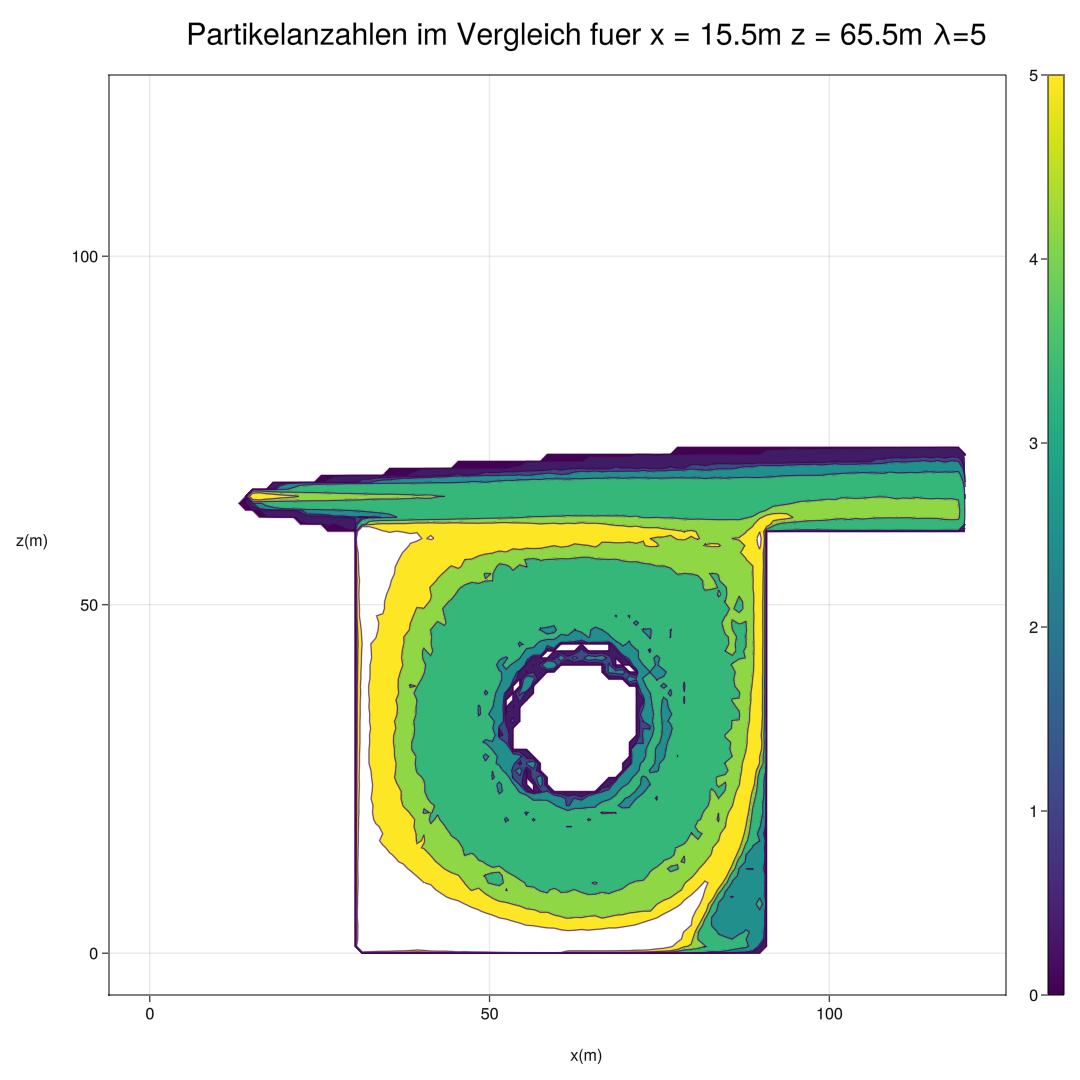 Partikelanzahlen im Vergleich fuer x = 15.5m z = 65.5m λ=5
5
4
3
2
1
0
100
50
0
z(m)
0 50 100
x(m)